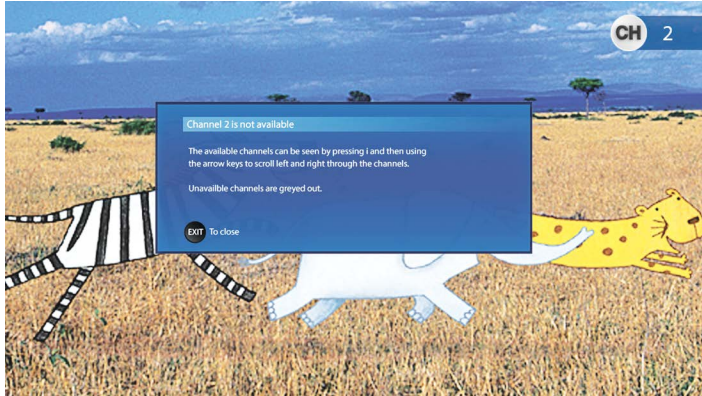 CH 2
Channel 2 is not available
The available channels can be seen by pressing i and then using
the arrow keys to scroll left and right through the channels.
Unavailble channels are greyed out.
EXIT To close